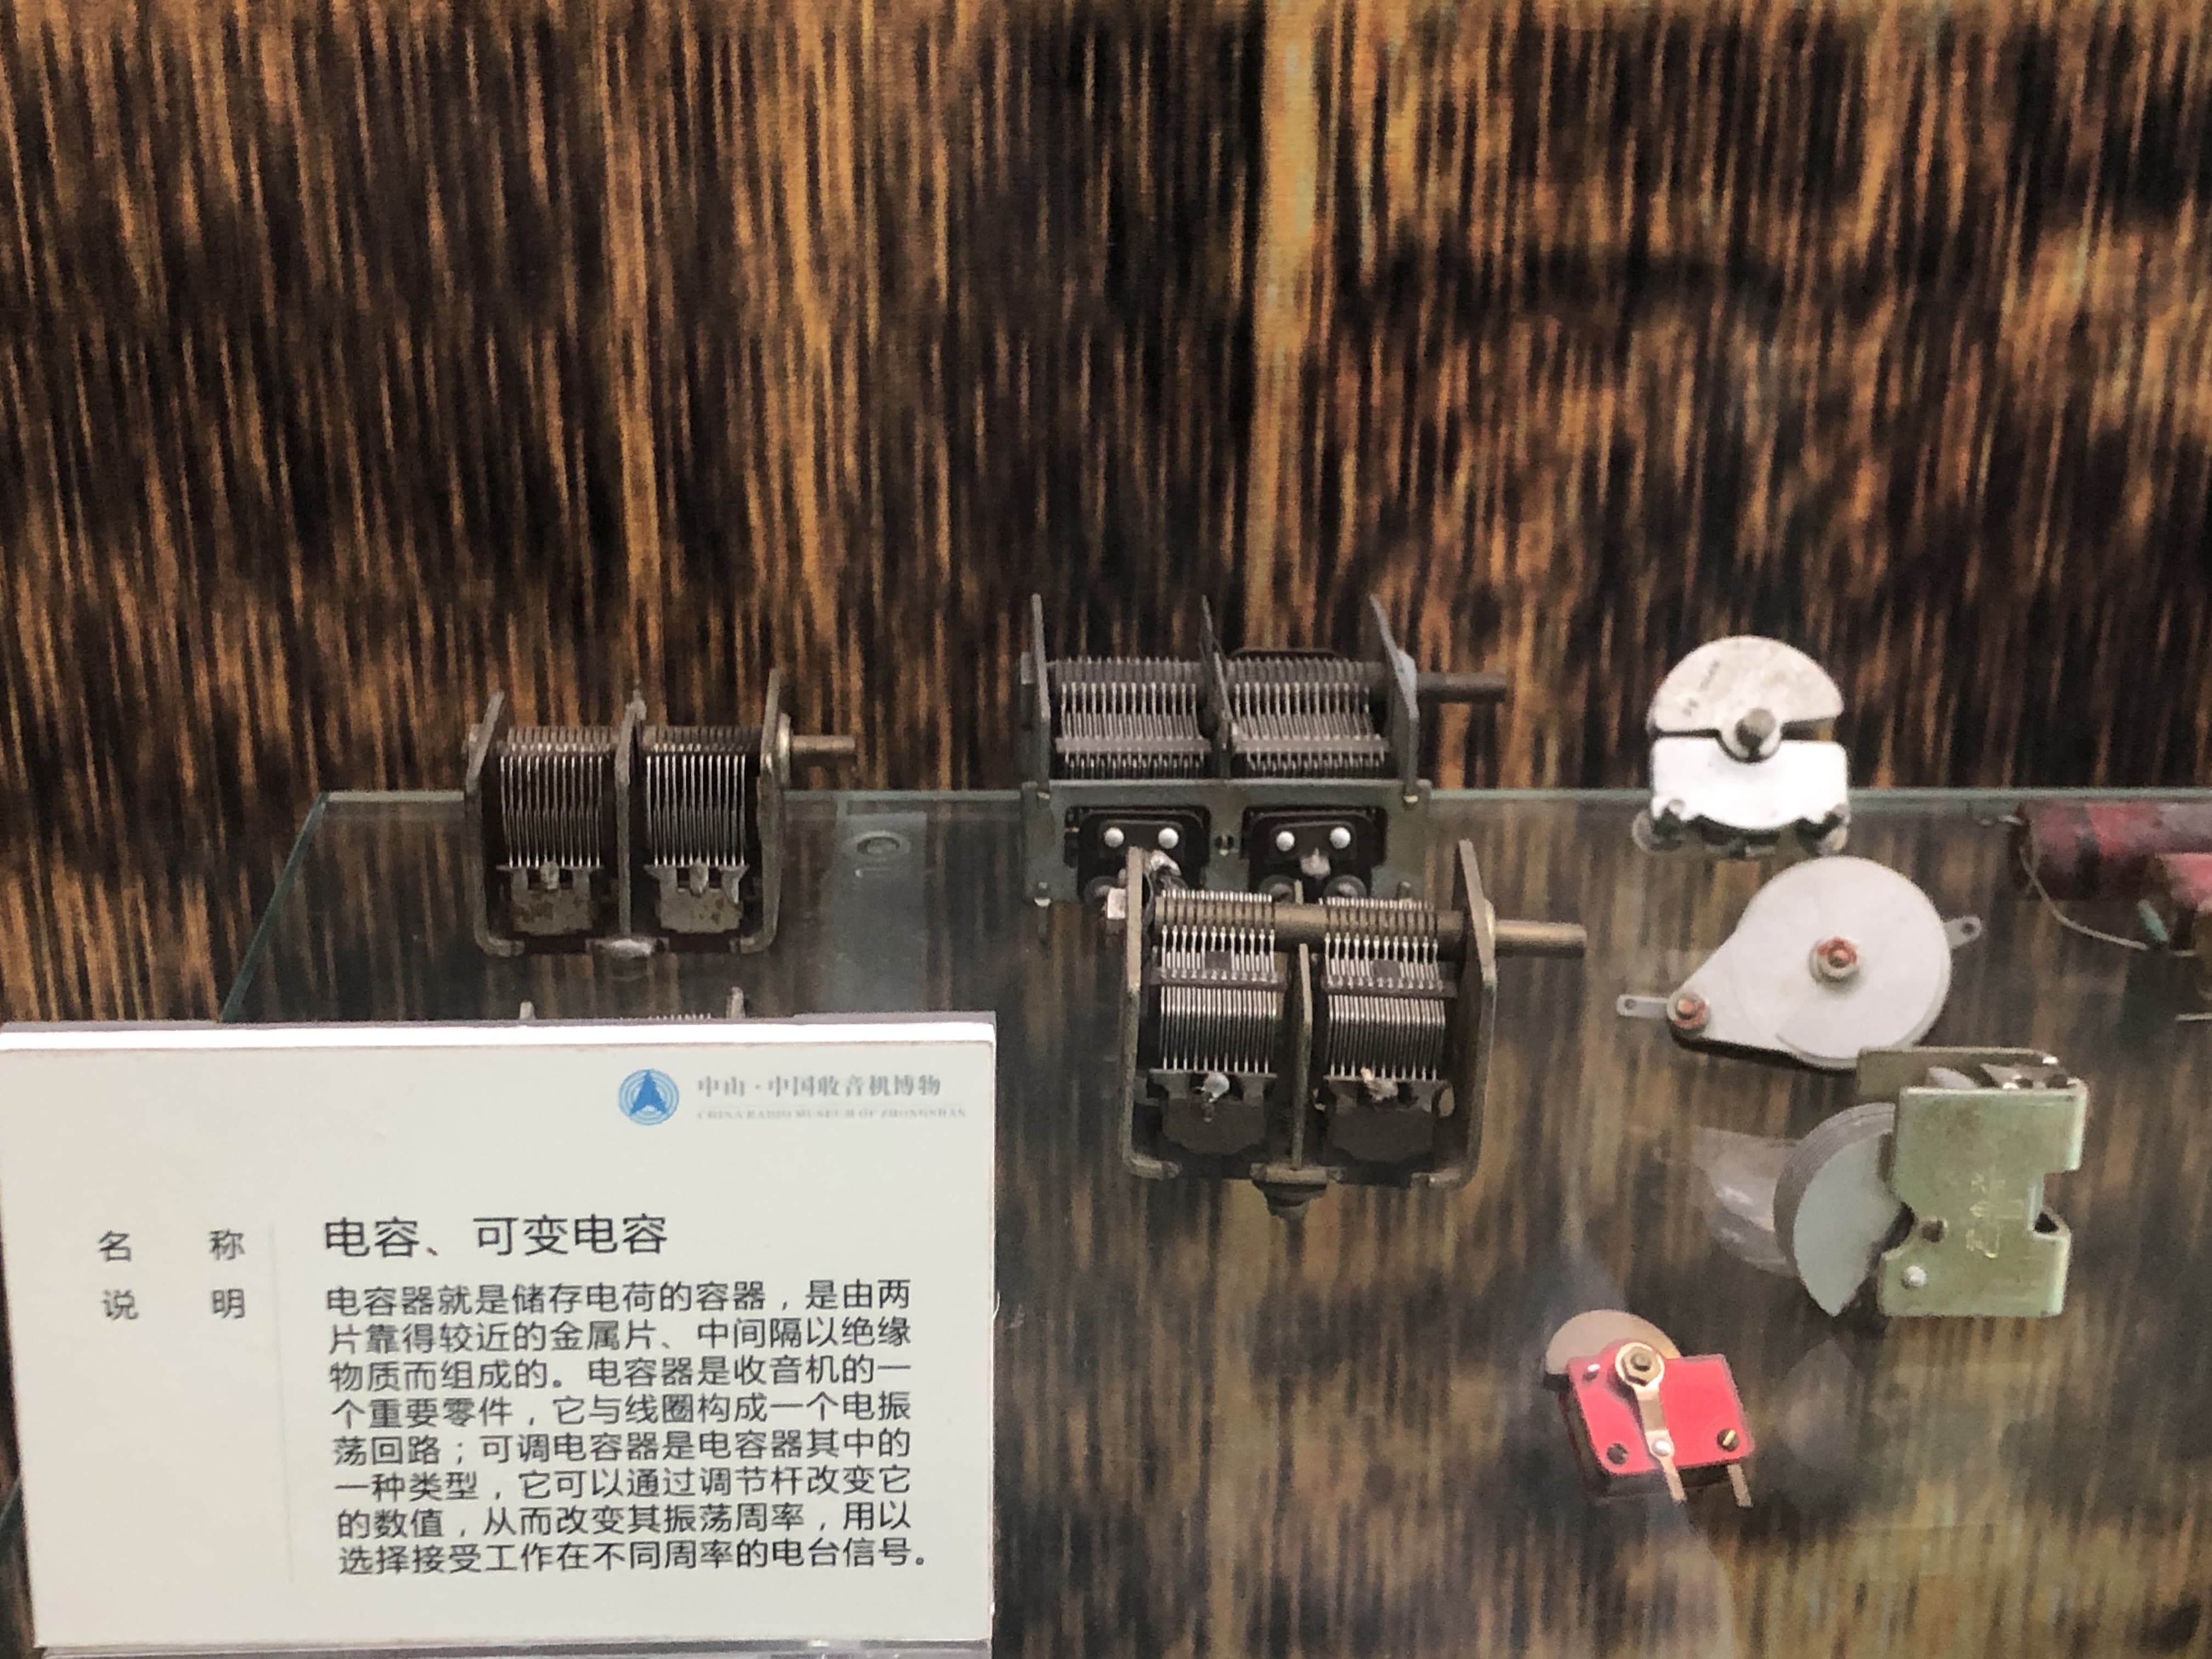 中山·中国收音机博物
CHINA RADIO MUSEUM OF ZHONGSHAN
名 称 电容、可变电容
说 明 电容器就是储存电荷的容器，是由两
片靠得较近的金属片、中间隔以绝缘
物质而组成的。电容器是收音机的一
个重要零件，它与线圈构成一个电振
荡回路；可调电容器是电容器其中的
一种类型，它可以通过调节杆改变它
的数值，从而改变其振荡周率，用以
选择接受工作在不同周率的电台信号。